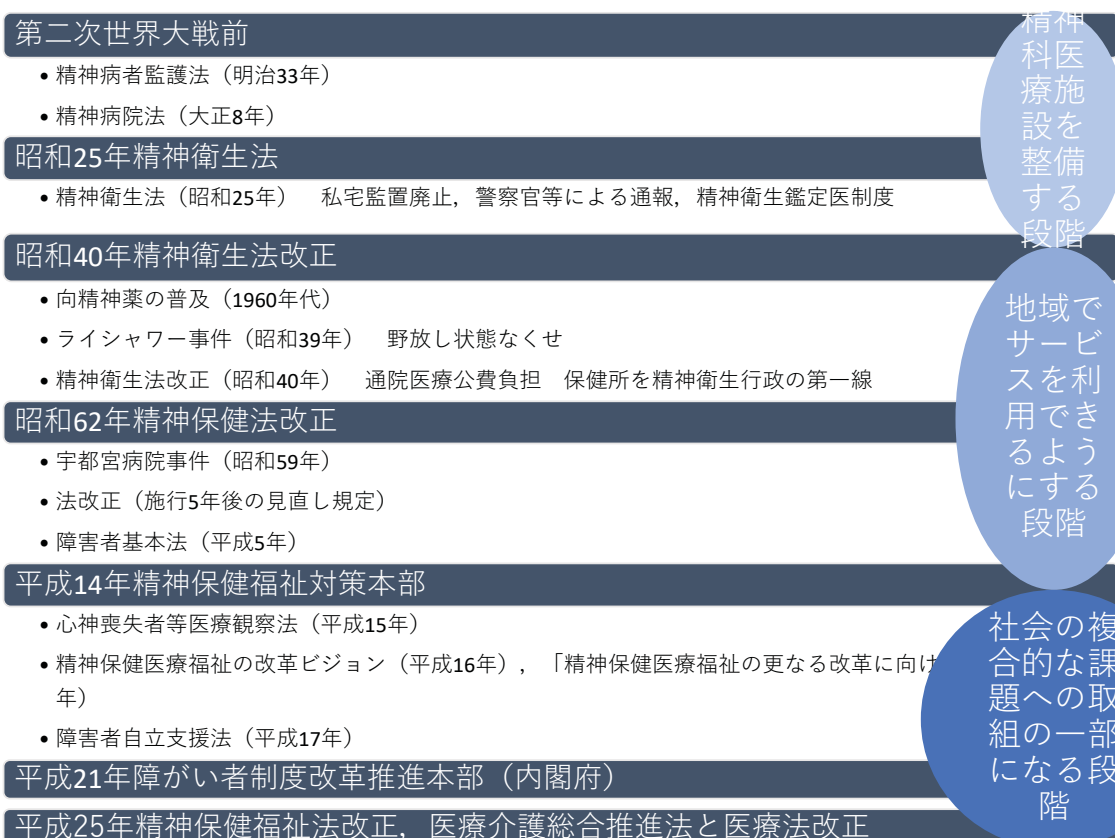 第二次世界大戦前
• 精神病者監護法（明治33年）
• 精神病院法（大正8年）
昭和25年精神衛生法
• 精神衛生法（昭和25年）　私宅監置廃止，警察官等による通報，精神衛生鑑定医制度
昭和40年精神衛生法改正
• 向精神薬の普及（1960年代）
• ライシャワー事件（昭和39年）　野放し状態なくせ
• 精神衛生法改正（昭和40年）　通院医療公費負担　保健所を精神衛生行政の第一線
昭和62年精神保健法改正
• 宇都宮病院事件（昭和59年）
• 法改正（施行5年後の見直し規定）
• 障害者基本法（平成5年）
平成14年精神保健福祉対策本部
• 心神喪失者等医療観察法（平成15年）
• 精神保健医療福祉の改革ビジョン（平成16年），「精神保健医療福祉の更なる改革に向け
年）
• 障害者自立支援法（平成17年）
平成21年障がい者制度改革推進本部（内閣府）
平成25年精神保健福祉法改正，医療介護総合推進法と医療法改正
精神
科医
療施
設を
整備
する
段階
地域で
サービ
スを利
用でき
るよう
にする
段階
社会の複
合的な課
題への取
組の一部
になる段
階